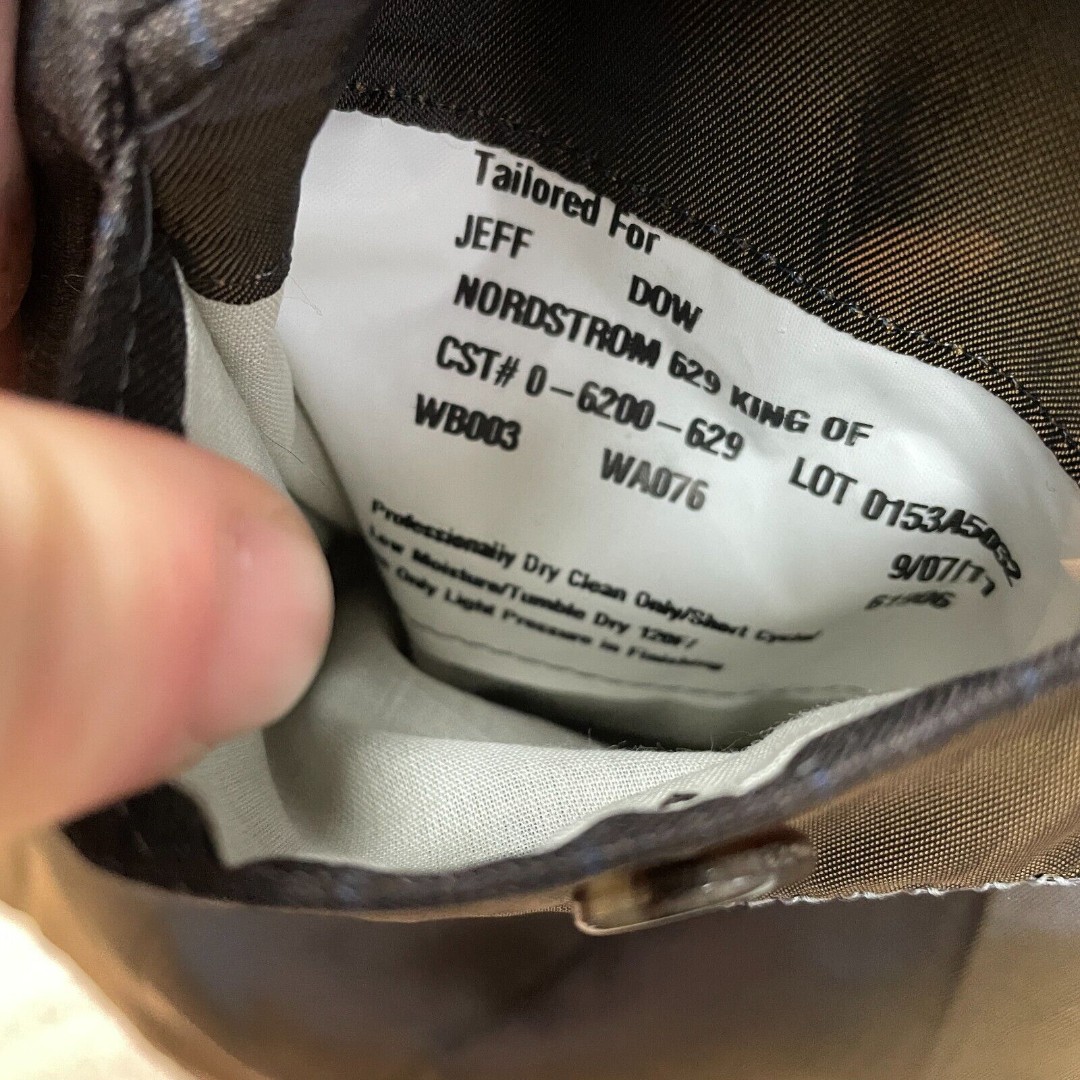 Tailored For
JEFF DOW
NORDSTROM 629 KING OF
CST# 0-6200-629 LOT 0153A5032
WB003 WA076 9/07/11
Professionally Dry Clean Only/Short Cycle/
Low Moisture/Tumble Dry 120F/
Only Light Pressure in Finishing